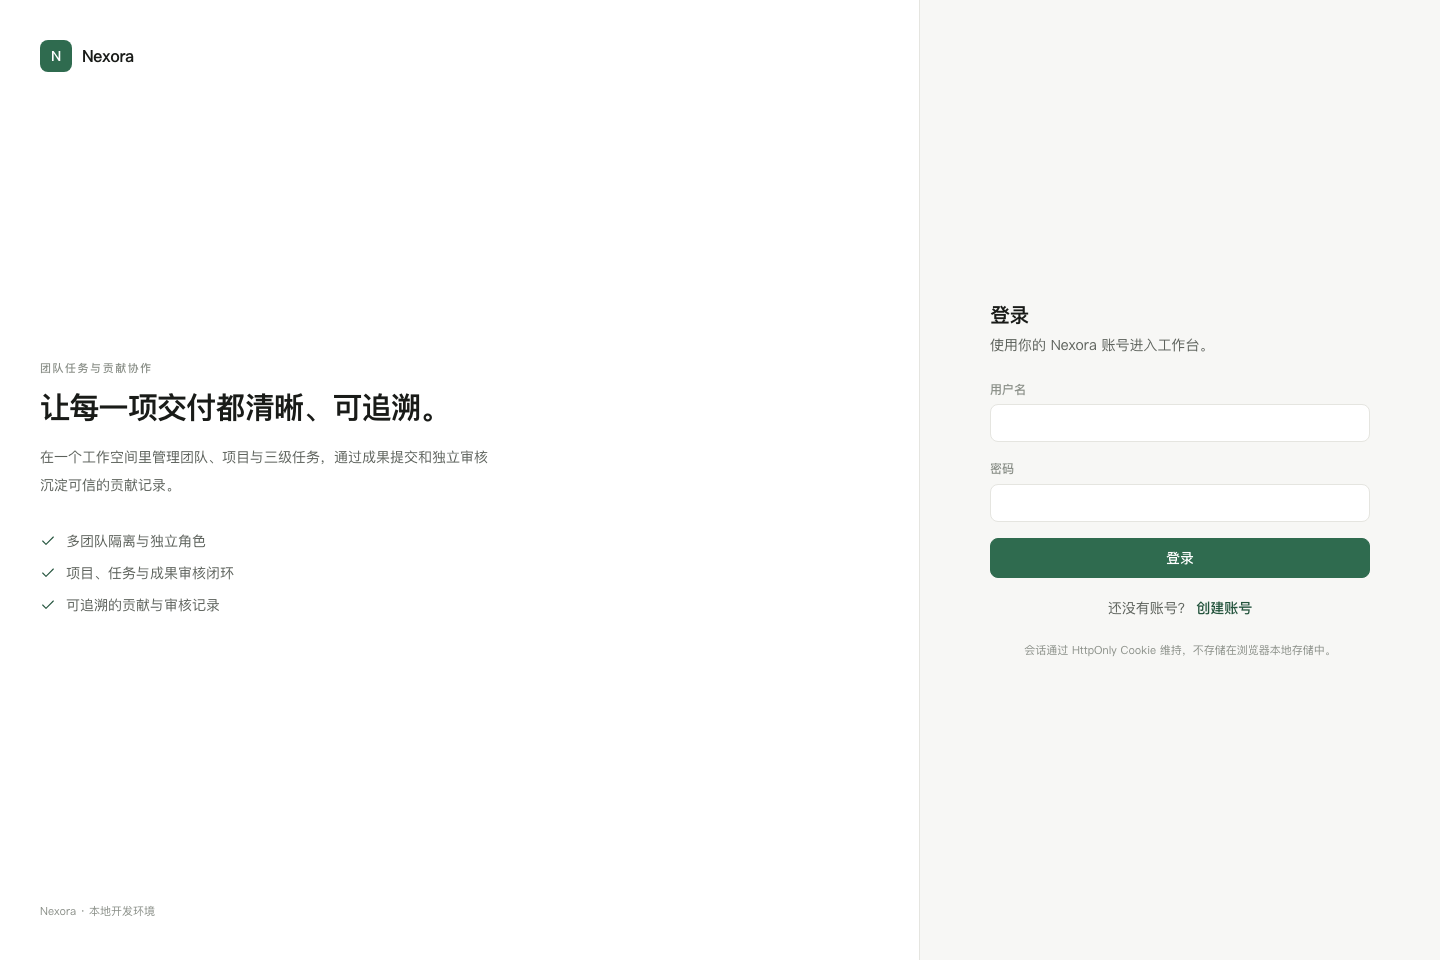 N
Nexora
团队任务与贡献协作
让每一项交付都清晰、可追溯。
在一个工作空间里管理团队、项目与三级任务，通过成果提交和独立审核
沉淀可信的贡献记录。
多团队隔离与独立角色
项目、任务与成果审核闭环
可追溯的贡献与审核记录
Nexora · 本地开发环境
登录
使用你的 Nexora 账号进入工作台。
用户名
密码
登录
还没有账号？ 创建账号
会话通过 HttpOnly Cookie 维持，不存储在浏览器本地存储中。